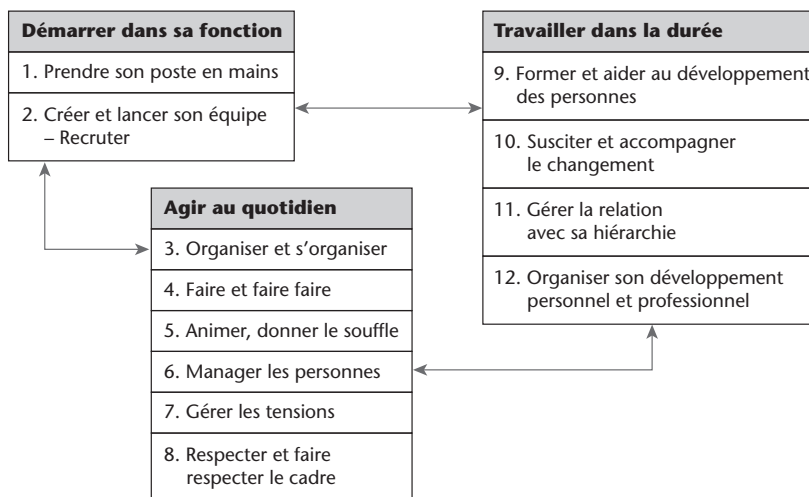 Démarrer dans sa fonction
1. Prendre son poste en mains
2. Créer et lancer son équipe
– Recruter
Agir au quotidien
3. Organiser et s’organiser
4. Faire et faire faire
5. Animer, donner le souffle
6. Manager les personnes
7. Gérer les tensions
8. Respecter et faire
respecter le cadre
Travailler dans la durée
9. Former et aider au développement
des personnes
10. Susciter et accompagner
le changement
11. Gérer la relation
avec sa hiérarchie
12. Organiser son développement
personnel et professionnel